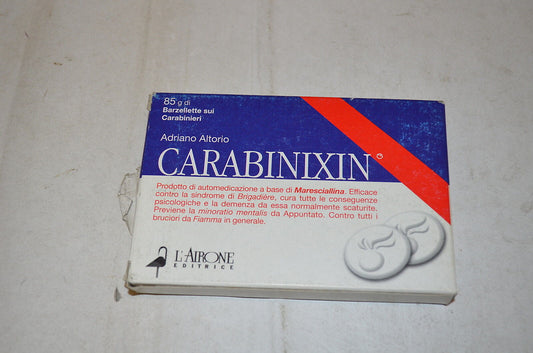 85 g di
Barzellette sui
Carabinieri
Adriano Altorio
CARABINIXIN
Prodotto di automedicazione a base di Maresciallina. Efficace
contro la sindrome di Brigadière, cura tutte le conseguenze
psicologiche e la demenza da essa normalmente scaturite.
Previene la minoratio mentalis da Appuntato. Contro tutti i
bruciori da Fiamma in generale.
L'AIRONE
EDITRICE